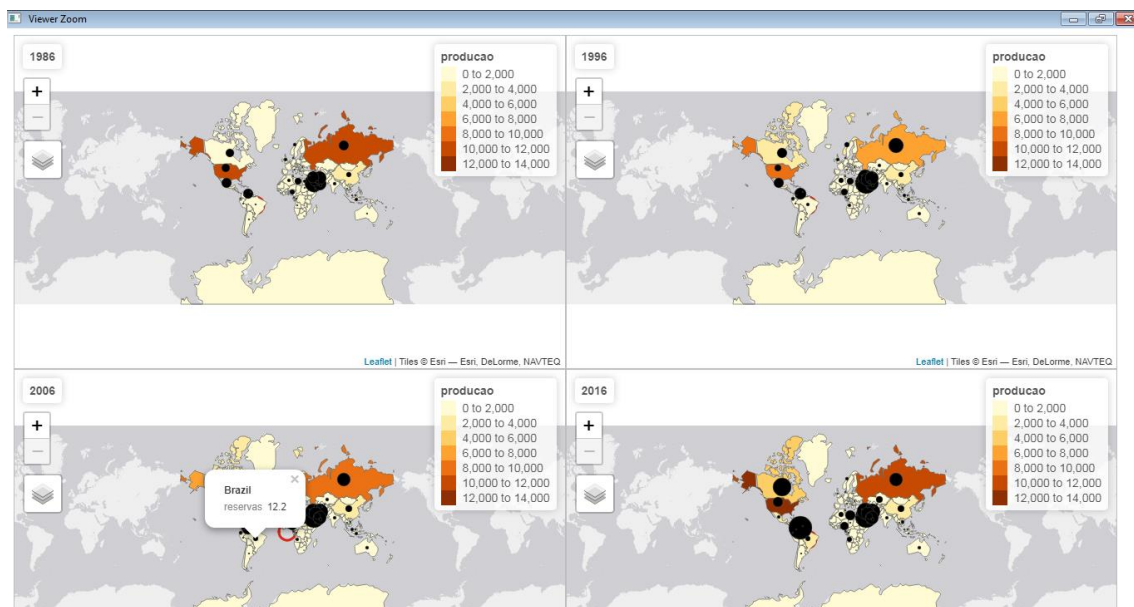 Viewer Zoom
1986
+
−
producao
0 to 2,000
2,000 to 4,000
4,000 to 6,000
6,000 to 8,000
8,000 to 10,000
10,000 to 12,000
12,000 to 14,000
Leaflet | Tiles © Esri — Esri, DeLorme, NAVTEQ
1996
+
−
producao
0 to 2,000
2,000 to 4,000
4,000 to 6,000
6,000 to 8,000
8,000 to 10,000
10,000 to 12,000
12,000 to 14,000
Leaflet | Tiles © Esri — Esri, DeLorme, NAVTEQ
2006
+
−
producao
0 to 2,000
2,000 to 4,000
4,000 to 6,000
6,000 to 8,000
8,000 to 10,000
10,000 to 12,000
12,000 to 14,000
×
Brazil
reservas 12.2
2016
+
−
producao
0 to 2,000
2,000 to 4,000
4,000 to 6,000
6,000 to 8,000
8,000 to 10,000
10,000 to 12,000
12,000 to 14,000